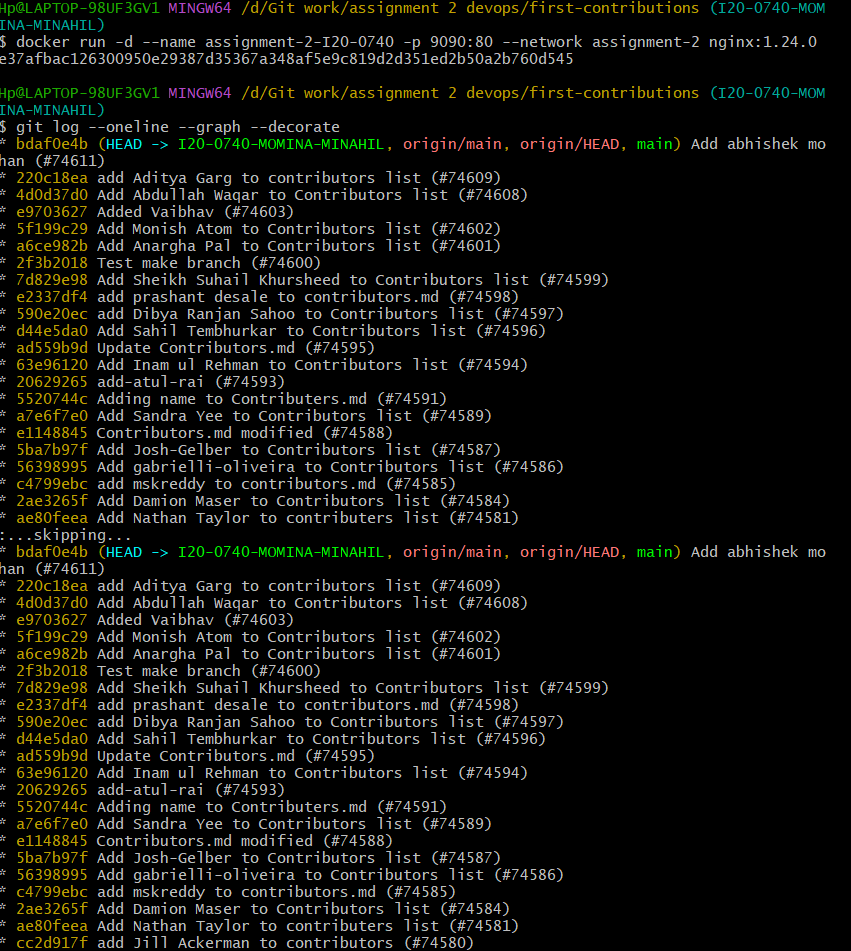 Hp@LAPTOP-98UF3GV1 MINGW64 /d/Git work/assignment 2 devops/first-contributions (I20-0740-MOM
INA-MINAHIL)
$ docker run -d --name assignment-2-I20-0740 -p 9090:80 --network assignment-2 nginx:1.24.0
e37afbac126300950e29387d35367a348af5e9c819d2d351ed2b50a2b760d545
Hp@LAPTOP-98UF3GV1 MINGW64 /d/Git work/assignment 2 devops/first-contributions (I20-0740-MOM
INA-MINAHIL)
$ git log --oneline --graph --decorate
* bdaf0e4b (HEAD -> I20-0740-MOMINA-MINAHIL, origin/main, origin/HEAD, main) Add abhishek mo
han (#74611)
* 220c18ea add Aditya Garg to contributors list (#74609)
* 4d0d37d0 Add Abdullah Waqar to Contributors list (#74608)
* e9703627 Added Vaibhav (#74603)
* 5f199c29 Add Monish Atom to Contributors list (#74602)
* a6ce982b Add Anargha Pal to Contributors list (#74601)
* 2f3b2018 Test make branch (#74600)
* 7d829e98 Add Sheikh Suhail Khursheed to Contributors list (#74599)
* e2337df4 add prashant desale to contributors.md (#74598)
* 590e20ec add Dibya Ranjan Sahoo to Contributors list (#74597)
* d44e5da0 Add Sahil Tembhurkar to Contributors list (#74596)
* ad559b9d Update Contributors.md (#74595)
* 63e96120 Add Inam ul Rehman to Contributors list (#74594)
* 20629265 add-atul-rai (#74593)
* 5520744c Adding name to Contributers.md (#74591)
* a7e6f7e0 Add Sandra Yee to Contributors list (#74589)
* e1148845 Contributors.md modified (#74588)
* 5ba7b97f Add Josh-Gelber to Contributors list (#74587)
* 56398995 Add gabrielli-oliveira to Contributors list (#74586)
* c4799ebc add mskreddy to contributors.md (#74585)
* 2ae3265f Add Damion Maser to Contributors list (#74584)
* ae80feea Add Nathan Taylor to contributers list (#74581)
:...skipping...
* bdaf0e4b (HEAD -> I20-0740-MOMINA-MINAHIL, origin/main, origin/HEAD, main) Add abhishek mo
han (#74611)
* 220c18ea add Aditya Garg to contributors list (#74609)
* 4d0d37d0 Add Abdullah Waqar to Contributors list (#74608)
* e9703627 Added Vaibhav (#74603)
* 5f199c29 Add Monish Atom to Contributors list (#74602)
* a6ce982b Add Anargha Pal to Contributors list (#74601)
* 2f3b2018 Test make branch (#74600)
* 7d829e98 Add Sheikh Suhail Khursheed to Contributors list (#74599)
* e2337df4 add prashant desale to contributors.md (#74598)
* 590e20ec add Dibya Ranjan Sahoo to Contributors list (#74597)
* d44e5da0 Add Sahil Tembhurkar to Contributors list (#74596)
* ad559b9d Update Contributors.md (#74595)
* 63e96120 Add Inam ul Rehman to Contributors list (#74594)
* 20629265 add-atul-rai (#74593)
* 5520744c Adding name to Contributers.md (#74591)
* a7e6f7e0 Add Sandra Yee to Contributors list (#74589)
* e1148845 Contributors.md modified (#74588)
* 5ba7b97f Add Josh-Gelber to Contributors list (#74587)
* 56398995 Add gabrielli-oliveira to Contributors list (#74586)
* c4799ebc add mskreddy to contributors.md (#74585)
* 2ae3265f Add Damion Maser to Contributors list (#74584)
* ae80feea Add Nathan Taylor to contributers list (#74581)
* cc2d917f add Jill Ackerman to contributors (#74580)